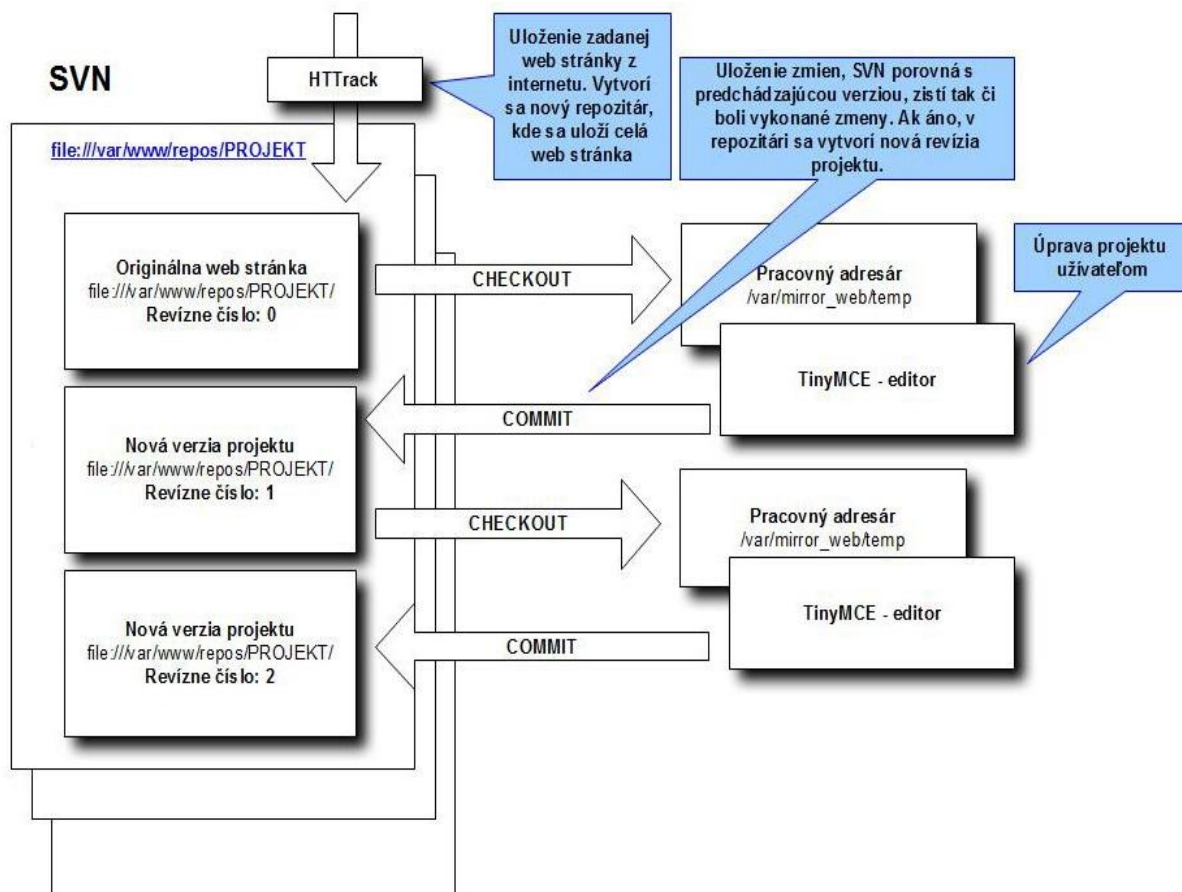 SVN
HTTrack
Uloženie zadanej
web stránky z
internetu. Vytvorí
sa nový repozitár,
kde sa uloží celá
web stránka
Uloženie zmien, SVN porovná s
predchádzajúcou verziou, zistí tak či
boli vykonané zmeny. Ak áno, v
repozitári sa vytvorí nová revízia
projektu.
file:///var/www/repos/PROJEKT
Originálna web stránka
file:///var/www/repos/PROJEKT/
Revízne číslo: 0
CHECKOUT
Pracovný adresár
/var/mirror_web/temp
Úprava projektu
užívateľom
TinyMCE - editor
COMMIT
Nová verzia projektu
file:///var/www/repos/PROJEKT/
Revízne číslo: 1
CHECKOUT
Pracovný adresár
/var/mirror_web/temp
TinyMCE - editor
COMMIT
Nová verzia projektu
file:///var/www/repos/PROJEKT/
Revízne číslo: 2